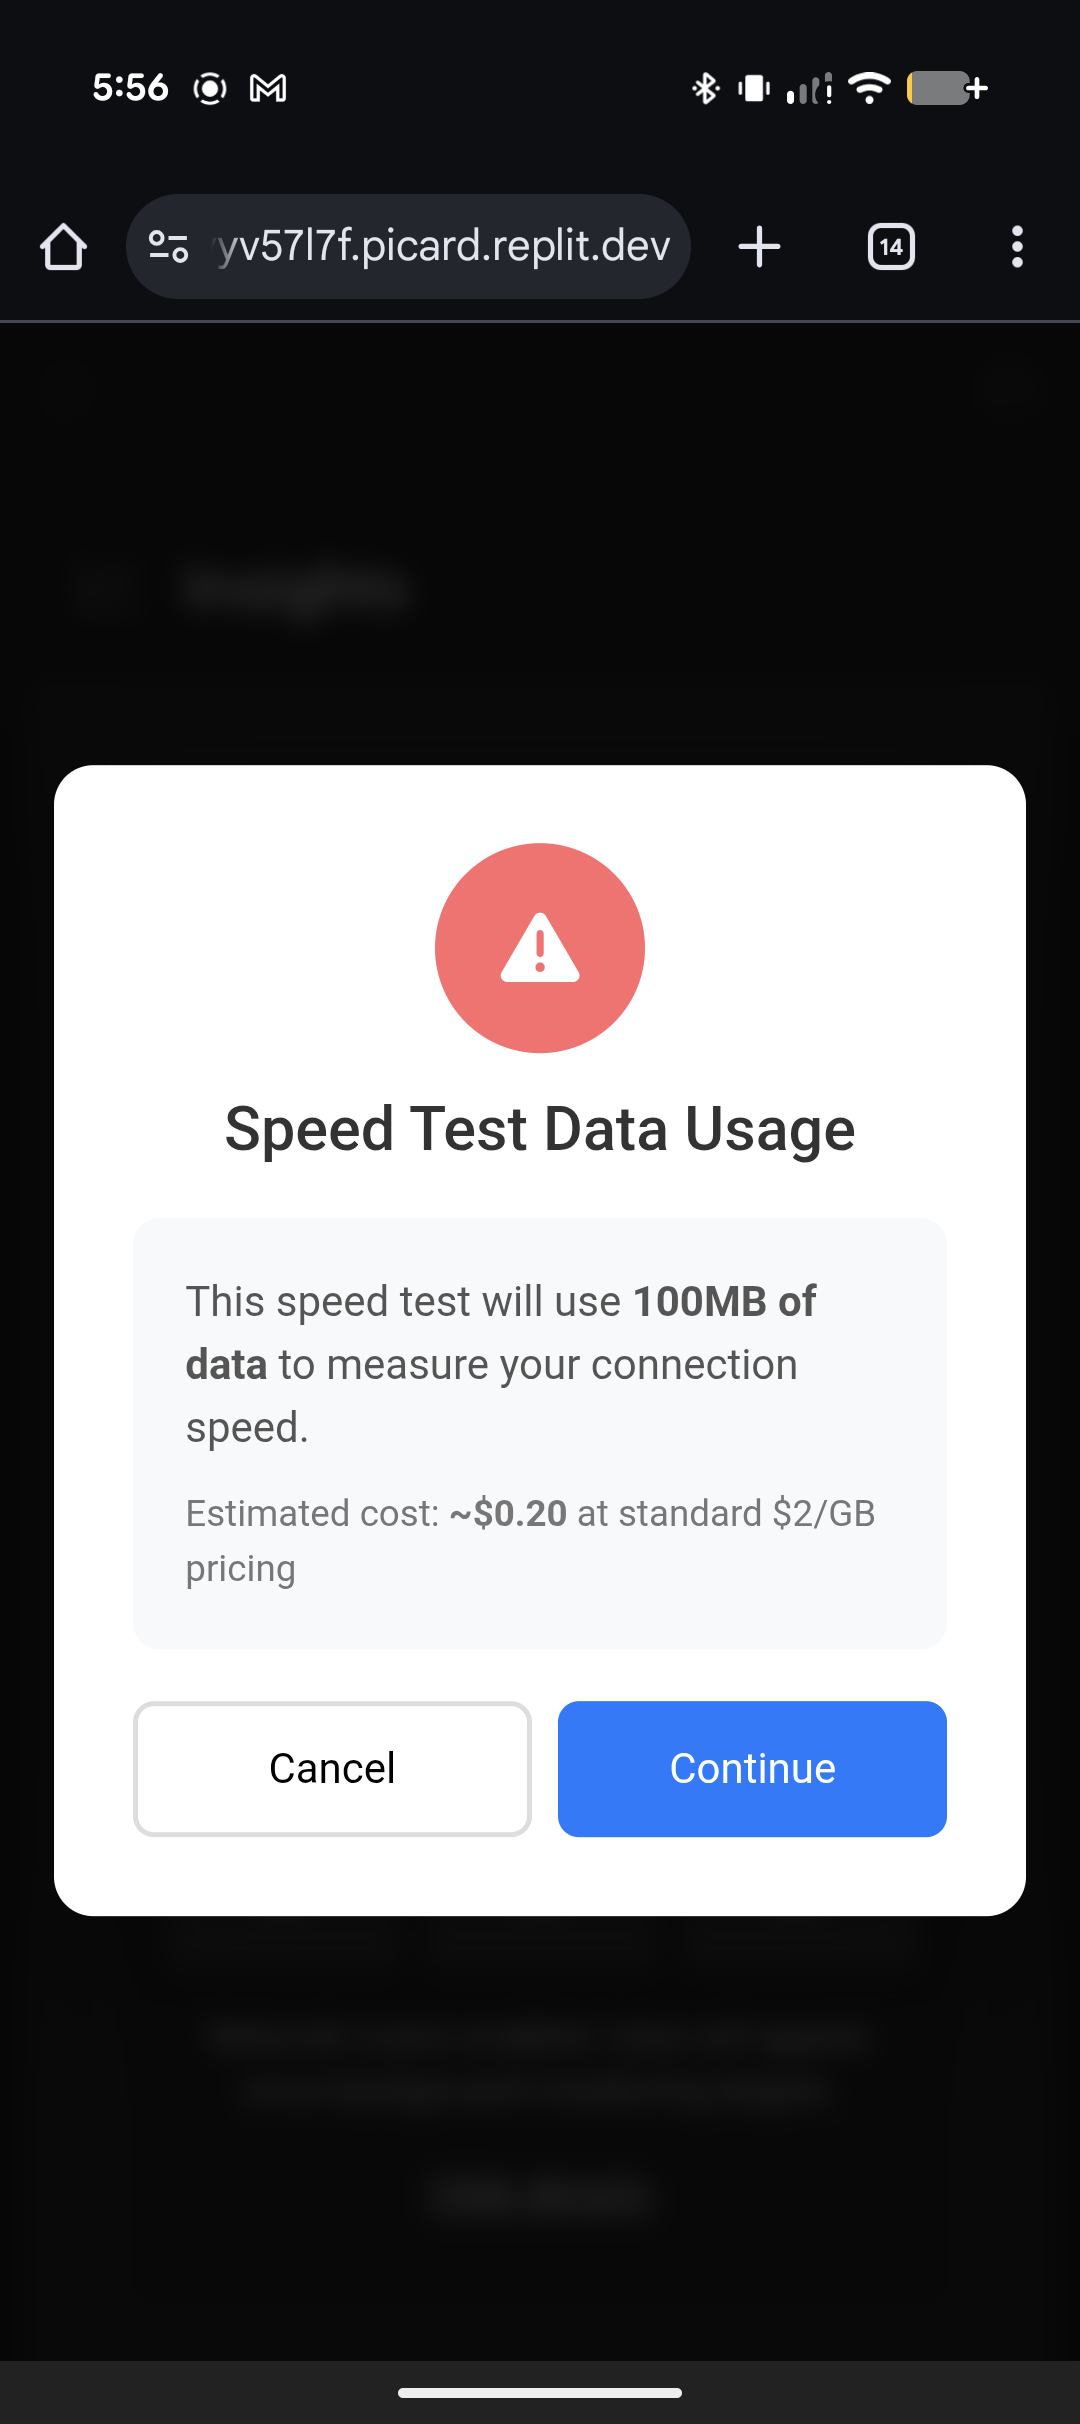 5:56
yv57l7f.picard.replit.dev
14
Insights
Speed Test Data Usage
This speed test will use 100MB of
data to measure your connection
speed.
Estimated cost: ~$0.20 at standard $2/GB
pricing
Cancel
Continue